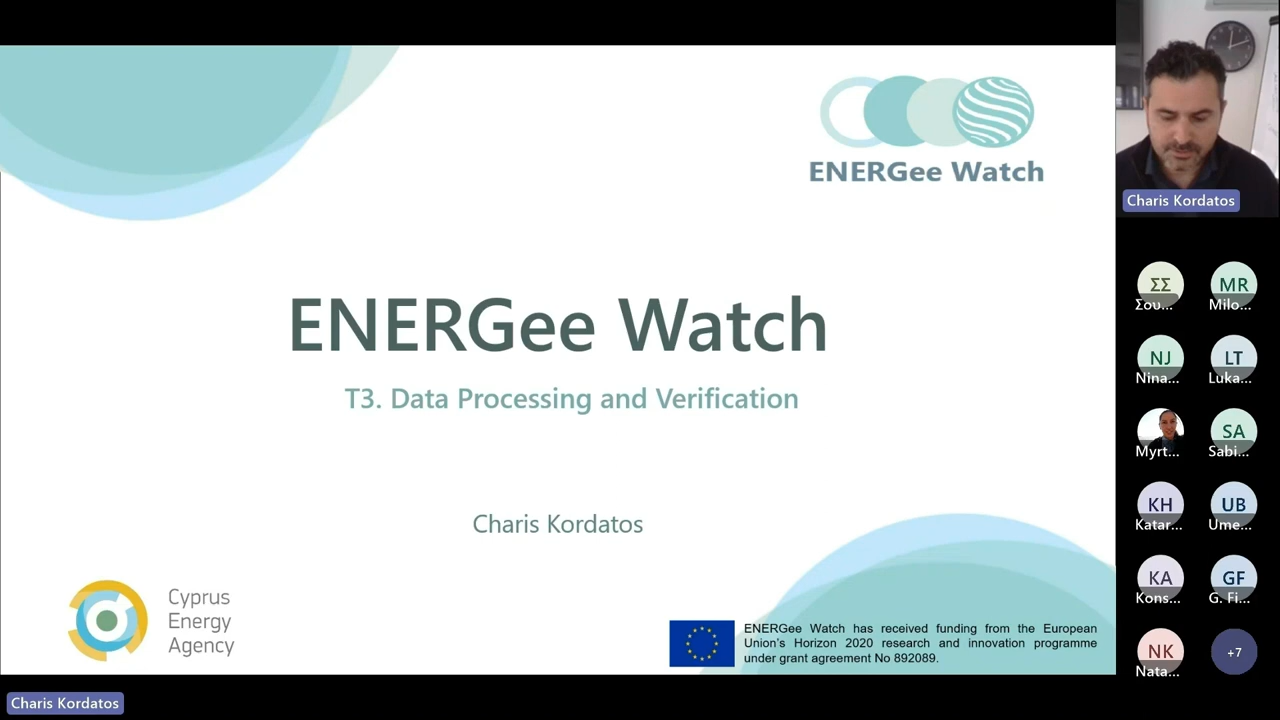 ENERGee Watch
ENERGee Watch
T3. Data Processing and Verification
Charis Kordatos
Cyprus
Energy
Agency
ENERGee Watch has received funding from the European
Union's Horizon 2020 research and innovation programme
under grant agreement No 892089.
Charis Kordatos
Charis Kordatos
ΣΣ
Σου...
MR
Milo...
NJ
Nina...
LT
Luka...
Myrt...
SA
Sabi...
KH
Katar...
UB
Ume...
KA
Kons...
GF
G. Fi...
NK
Nata...
+7